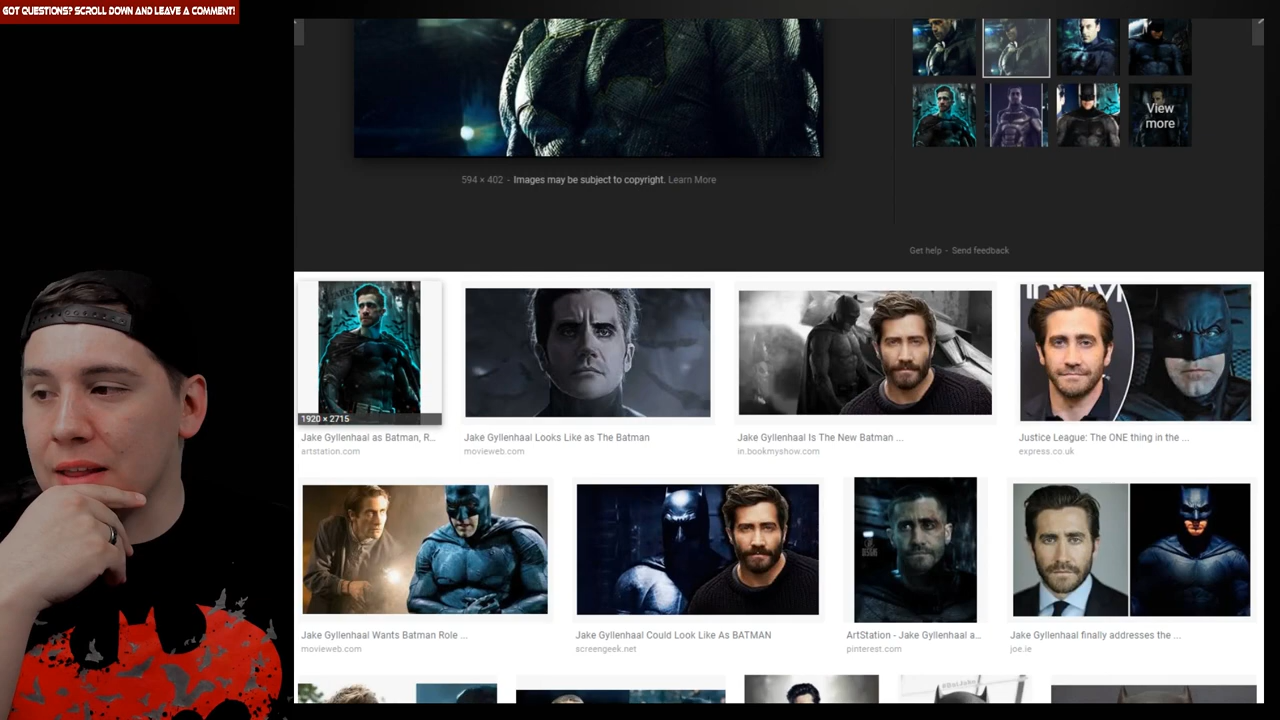 GOT QUESTIONS? SCROLL DOWN AND LEAVE A COMMENT!
View
more
594 × 402 - Images may be subject to copyright. Learn More
Get help - Send feedback
1920 × 2715
Jake Gyllenhaal as Batman, R...
artstation.com
Jake Gyllenhaal Looks Like as The Batman
movieweb.com
Jake Gyllenhaal Is The New Batman ...
in.bookmyshow.com
Justice League: The ONE thing in the ...
express.co.uk
Jake Gyllenhaal Wants Batman Role ...
movieweb.com
Jake Gyllenhaal Could Look Like As BATMAN
screengeek.net
ArtStation - Jake Gyllenhaal a...
pinterest.com
Jake Gyllenhaal finally addresses the ...
joe.ie